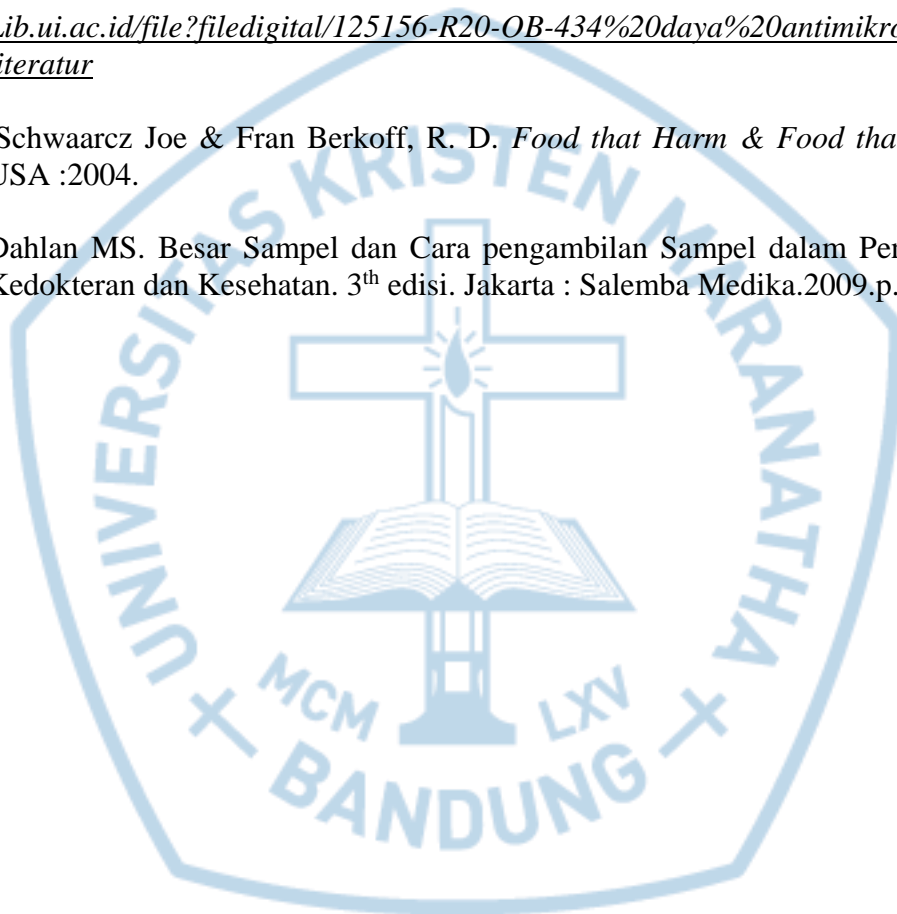 Lib.ui.ac.id/file?filedigital/125156-R20-OB-434%20daya%20antimikro
iteratur
Schwaarcz Joe & Fran Berkoff, R. D. Food that Harm & Food tha
USA :2004.
Dahlan MS. Besar Sampel dan Cara pengambilan Sampel dalam Per
Kedokteran dan Kesehatan. 3th edisi. Jakarta : Salemba Medika.2009.p.
UNIVERSITAS KRISTEN MARANATHA
MCM LXV
BANDUNG